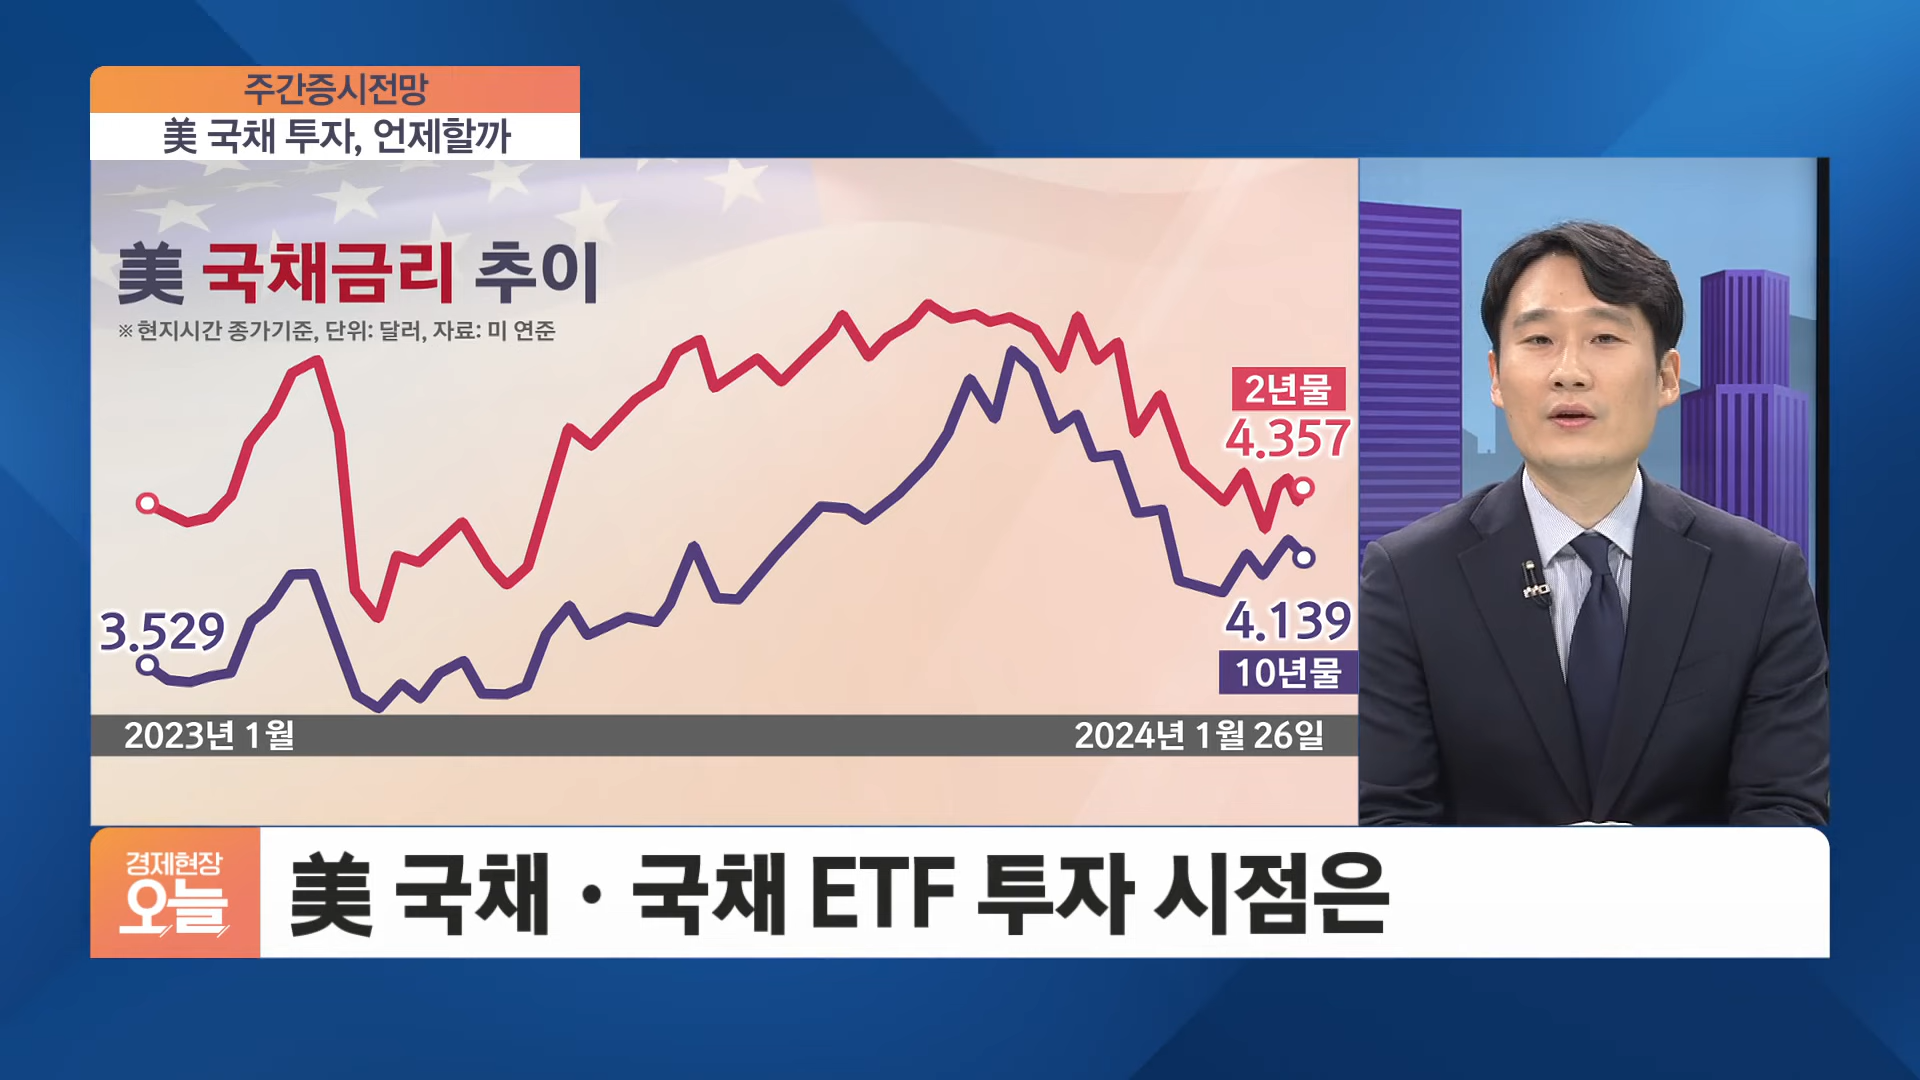 주간증시전망
美 국채 투자, 언제할까
美 국채금리 추이
※ 현지시간 종가기준, 단위: 달러, 자료: 미 연준
2년물
4.357
3.529
4.139
10년물
2023년 1월
2024년 1월 26일
경제현장
오늘
美 국채 · 국채 ETF 투자 시점은